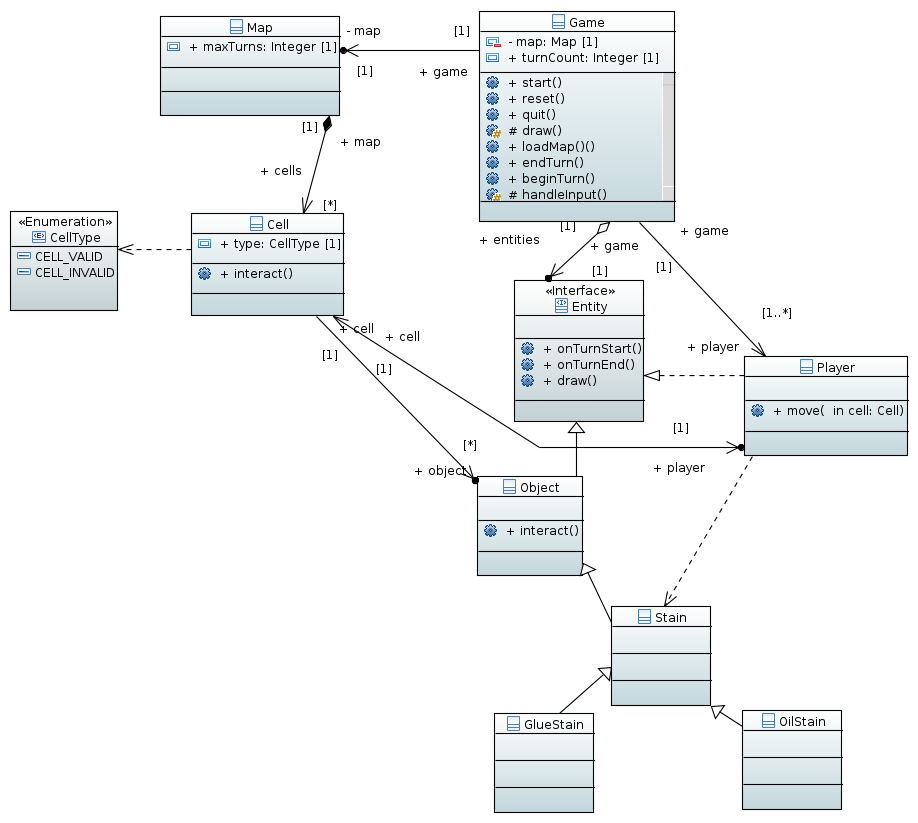 Map
+ maxTurns: Integer [1]
- map
[1]
[1]
+ game
Game
- map: Map [1]
+ turnCount: Integer [1]
+ start()
+ reset()
+ quit()
# draw()
+ loadMap()()
+ endTurn()
+ beginTurn()
# handleInput()
[1]
+ map
+ cells
[*]
«Enumeration»
CellType
CELL_VALID
CELL_INVALID
Cell
+ type: CellType [1]
+ interact()
[1]
+ entities
+ game
[1]
+ game
[1]
[1..*]
+ player
«Interface»
Entity
+ onTurnStart()
+ onTurnEnd()
+ draw()
Player
+ move(  in cell: Cell)
+ cell
+ cell
[1]
[1]
[1]
+ player
[*]
+ object
Object
+ interact()
Stain
GlueStain
OilStain